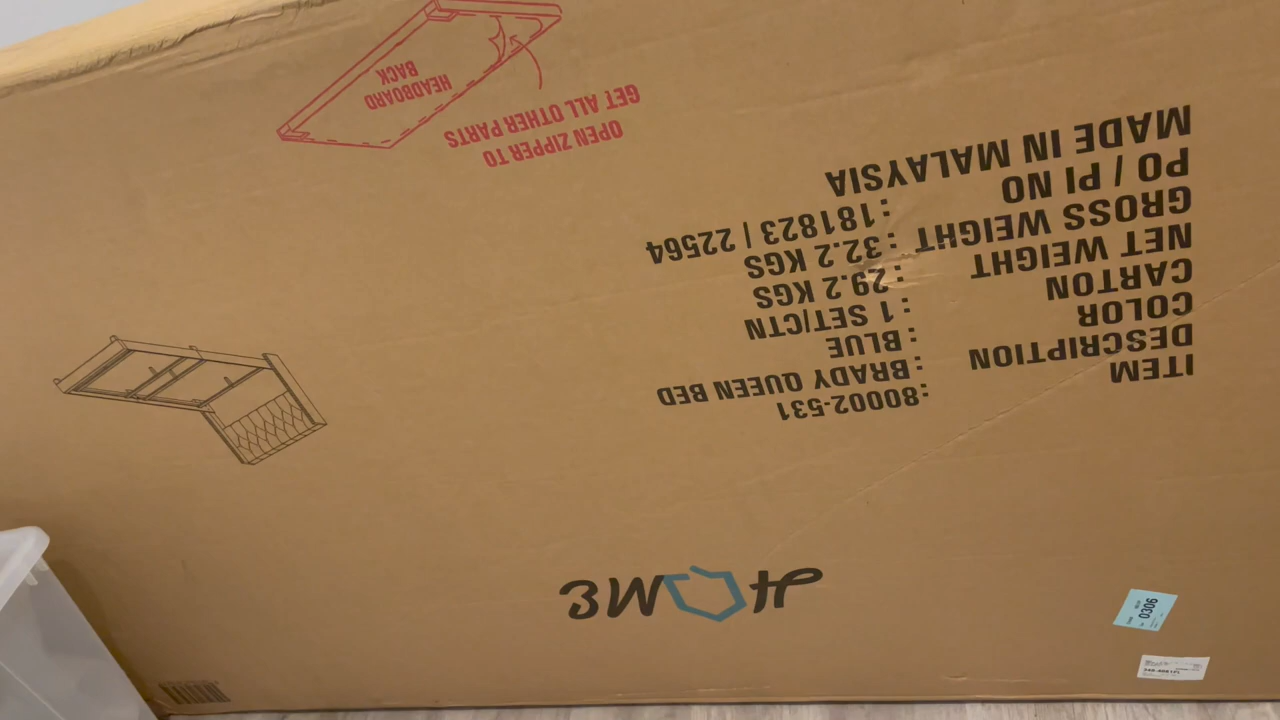 HOME
ITEM :80002-531
DESCRIPTION : BRADY QUEEN BED
COLOR : BLUE
CARTON : 1 SET/CTN
NET WEIGHT : 29.2 KGS
GROSS WEIGHT : 32.2 KGS
PO / PI NO : 181823 | 22564
MADE IN MALAYSIA
OPEN ZIPPER TO
GET ALL OTHER PARTS
HEADBOARD
BACK
0306